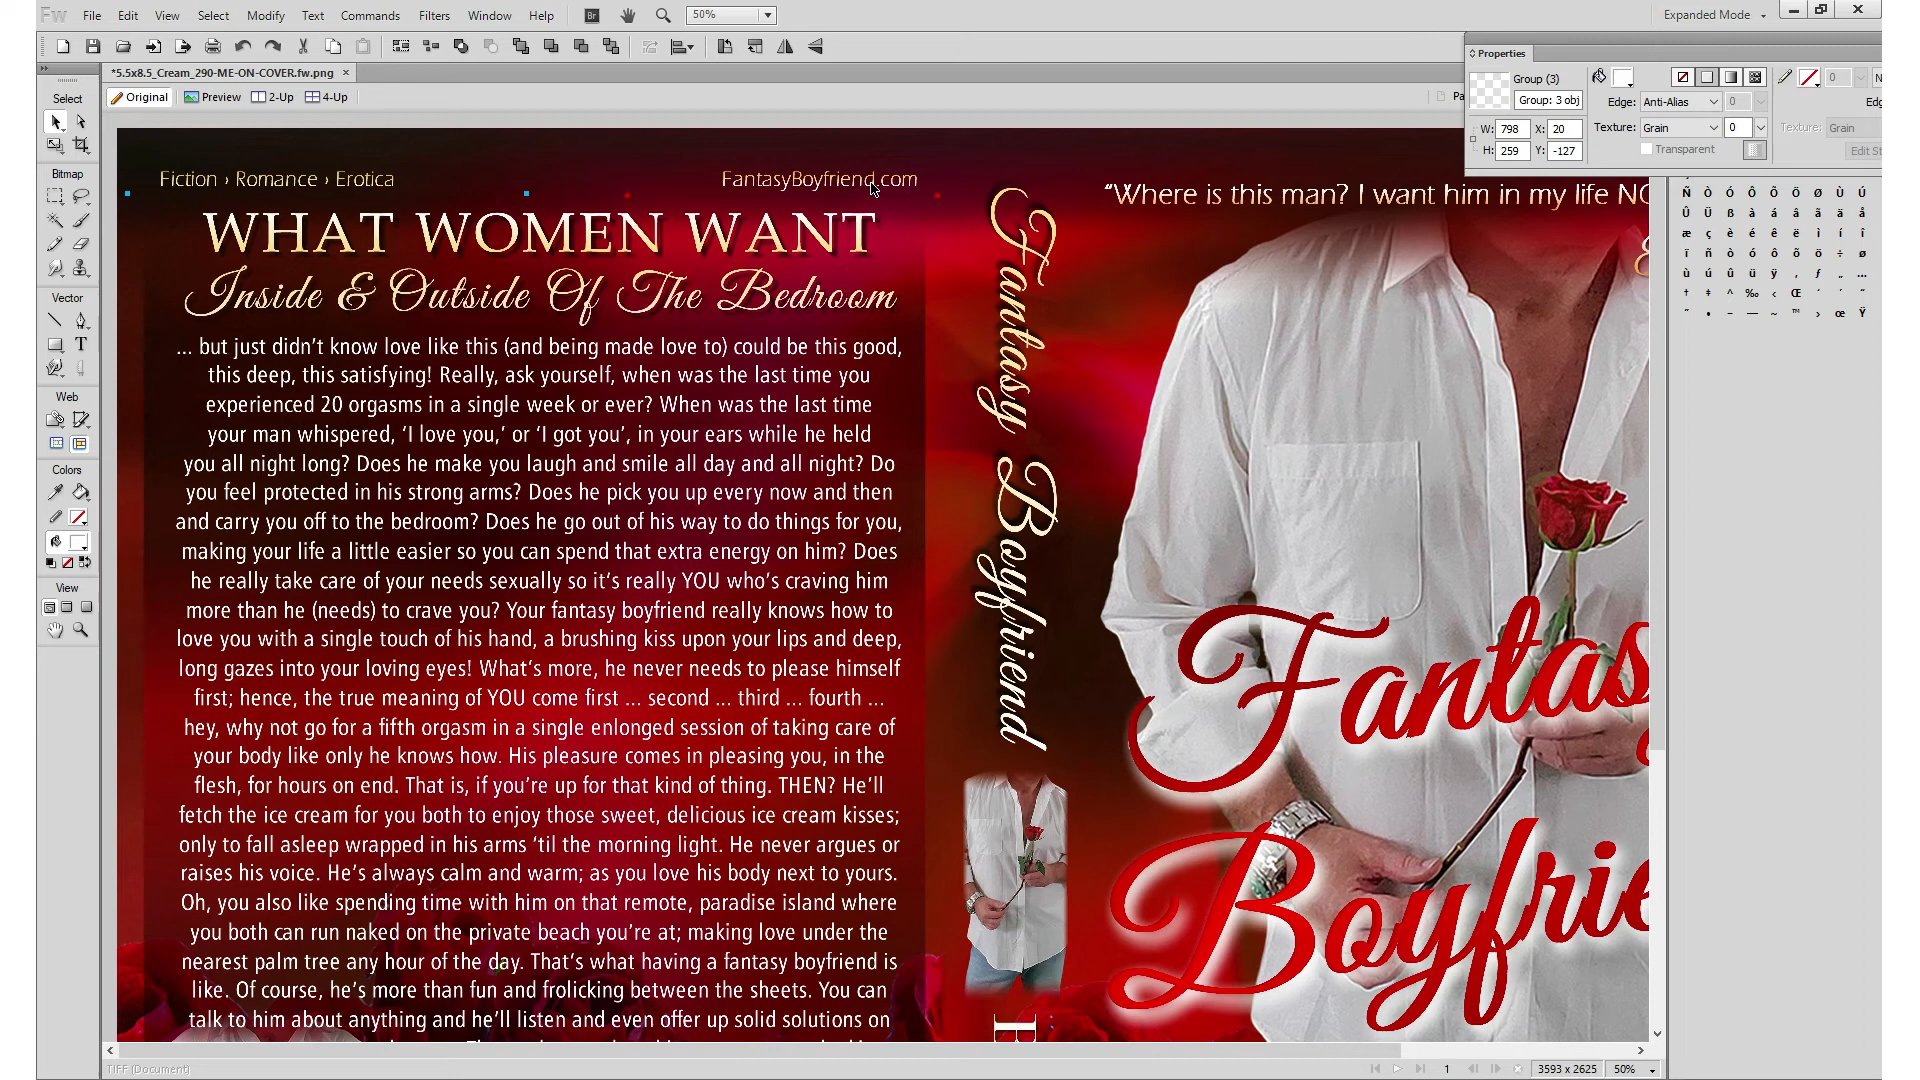 Fw File Edit View Select Modify Text Commands Filters Window Help Br 50% Expanded Mode
*5.5x8.5_Cream_290-ME-ON-COVER.fw.png
Original Preview 2-Up 4-Up Pa
Properties
Group (3)
Group: 3 obj
W: 798 X: 20
H: 259 Y: -127
0
Edge: Anti-Alias 0
Texture: Grain 0
Transparent
Texture: Grain
Select
Bitmap
Vector
Web
Colors
View
Fiction › Romance › Erotica
FantasyBoyfriend.com
WHAT WOMEN WANT
Inside & Outside Of The Bedroom
... but just didn’t know love like this (and being made love to) could be this good,
this deep, this satisfying! Really, ask yourself, when was the last time you
experienced 20 orgasms in a single week or ever? When was the last time
your man whispered, ‘I love you,’ or ‘I got you’, in your ears while he held
you all night long? Does he make you laugh and smile all day and all night? Do
you feel protected in his strong arms? Does he pick you up every now and then
and carry you off to the bedroom? Does he go out of his way to do things for you,
making your life a little easier so you can spend that extra energy on him? Does
he really take care of your needs sexually so it’s really YOU who’s craving him
more than he (needs) to crave you? Your fantasy boyfriend really knows how to
love you with a single touch of his hand, a brushing kiss upon your lips and deep,
long gazes into your loving eyes! What’s more, he never needs to please himself
first; hence, the true meaning of YOU come first ... second ... third ... fourth ...
hey, why not go for a fifth orgasm in a single enlonged session of taking care of
your body like only he knows how. His pleasure comes in pleasing you, in the
flesh, for hours on end. That is, if you’re up for that kind of thing. THEN? He’ll
fetch the ice cream for you both to enjoy those sweet, delicious ice cream kisses;
only to fall asleep wrapped in his arms ‘til the morning light. He never argues or
raises his voice. He’s always calm and warm; as you love his body next to yours.
Oh, you also like spending time with him on that remote, paradise island where
you both can run naked on the private beach you’re at; making love under the
nearest palm tree any hour of the day. That’s what having a fantasy boyfriend is
like. Of course, he’s more than fun and frolicking between the sheets. You can
talk to him about anything and he’ll listen and even offer up solid solutions on
Fantasy Boyfriend
“Where is this man? I want him in my life NO
Fantas
Boyfrie
Ñ Ò Ó Ô Õ Ö Ø Ù Ú
Û Ü ß à á â ã ä å
æ ç è é ê ë ì í î
ï ñ ò ó ô õ ö ÷ ø
ù ú û ü ÿ ‚ ƒ „ …
† ‡ ^ ‰ ‹ Œ ‘ ’ “
” • – — ~ ™ › œ Ÿ
TIFF (Document) 1 3593 x 2625 50%